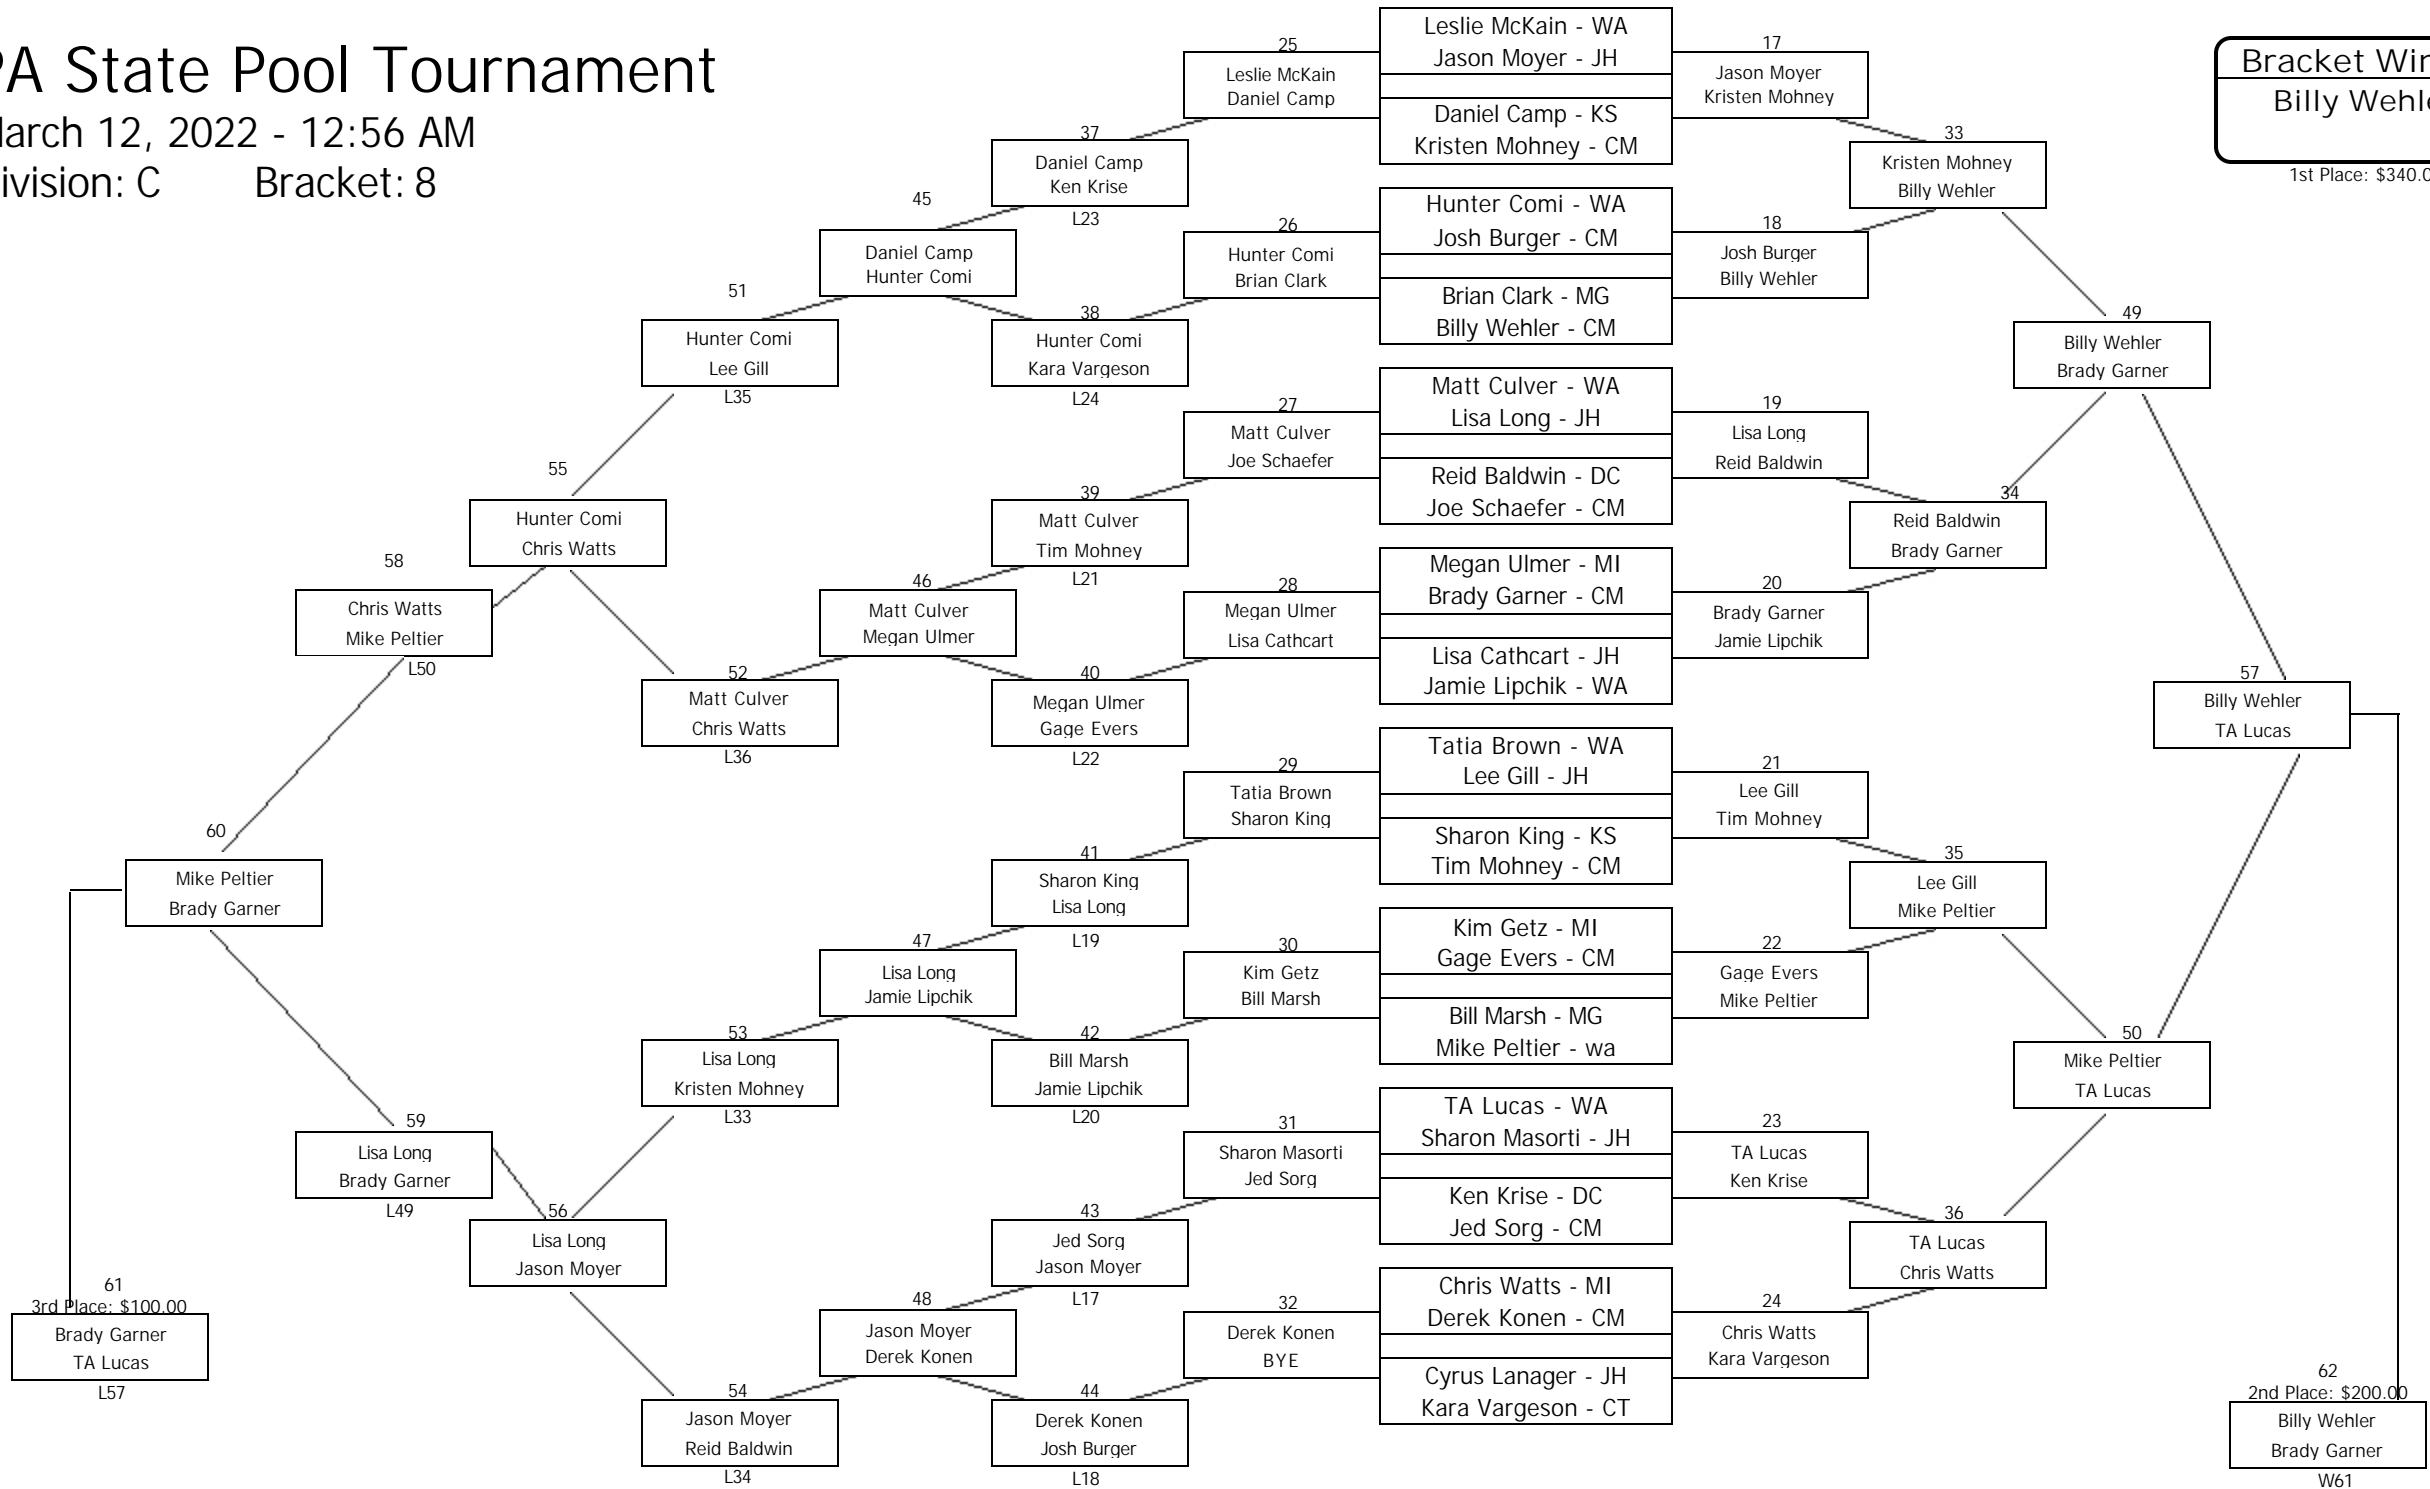 PA State Pool Tournament
March 12, 2022 - 12:56 AM
Division: C Bracket: 8
Bracket
Billy
1st Place:
Leslie McKain - WA
Jason Moyer - JH
Daniel Camp - KS
Kristen Mohney - CM
Hunter Comi - WA
Josh Burger - CM
Brian Clark - MG
Billy Wehler - CM
Matt Culver - WA
Lisa Long - JH
Reid Baldwin - DC
Joe Schaefer - CM
Megan Ulmer - MI
Brady Garner - CM
Lisa Cathcart - JH
Jamie Lipchik - WA
Tatia Brown - WA
Lee Gill - JH
Sharon King - KS
Tim Mohney - CM
Kim Getz - MI
Gage Evers - CM
Bill Marsh - MG
Mike Peltier - wa
TA Lucas - WA
Sharon Masorti - JH
Ken Krise - DC
Jed Sorg - CM
Chris Watts - MI
Derek Konen - CM
Cyrus Lanager - JH
Kara Vargeson - CT
17
Jason Moyer
Kristen Mohney
18
Josh Burger
Billy Wehler
19
Lisa Long
Reid Baldwin
20
Brady Garner
Jamie Lipchik
21
Lee Gill
Tim Mohney
22
Gage Evers
Mike Peltier
23
TA Lucas
Ken Krise
24
Chris Watts
Kara Vargeson
25
Leslie McKain
Daniel Camp
26
Hunter Comi
Brian Clark
27
Matt Culver
Joe Schaefer
28
Megan Ulmer
Lisa Cathcart
29
Tatia Brown
Sharon King
30
Kim Getz
Bill Marsh
31
Sharon Masorti
Jed Sorg
32
Derek Konen
BYE
33
Kristen Mohney
Billy Wehler
34
Reid Baldwin
Brady Garner
35
Lee Gill
Mike Peltier
36
TA Lucas
Chris Watts
37
Daniel Camp
Ken Krise
L23
38
Hunter Comi
Kara Vargeson
L24
39
Matt Culver
Tim Mohney
L21
40
Megan Ulmer
Gage Evers
L22
41
Sharon King
Lisa Long
L19
42
Bill Marsh
Jamie Lipchik
L20
43
Jed Sorg
Jason Moyer
L17
44
Derek Konen
Josh Burger
L18
45
Daniel Camp
Hunter Comi
46
Matt Culver
Megan Ulmer
47
Lisa Long
Jamie Lipchik
48
Jason Moyer
Derek Konen
49
Billy Wehler
Brady Garner
50
Mike Peltier
TA Lucas
51
Hunter Comi
Lee Gill
L35
52
Matt Culver
Chris Watts
L36
53
Lisa Long
Kristen Mohney
L33
54
Jason Moyer
Reid Baldwin
L34
55
Hunter Comi
Chris Watts
56
Lisa Long
Jason Moyer
57
Billy Wehler
TA Lucas
58
Chris Watts
Mike Peltier
L50
59
Lisa Long
Brady Garner
L49
60
Mike Peltier
Brady Garner
61
3rd Place: $100.00
Brady Garner
TA Lucas
L57
62
2nd Place: $200.00
Billy Wehler
Brady Garner
W61